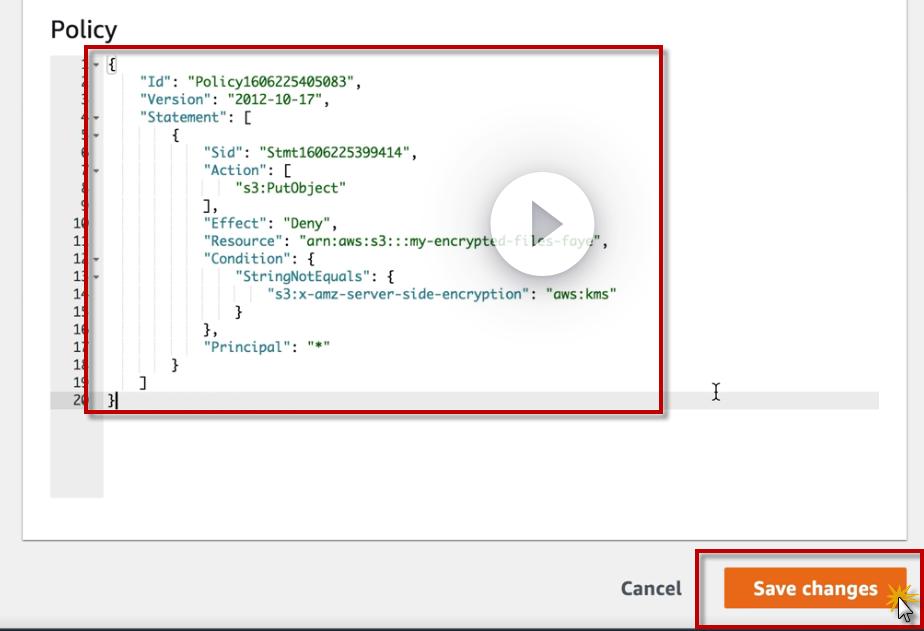 Policy
1 {
2 "Id": "Policy1606225405083",
3 "Version": "2012-10-17",
4 "Statement": [
5 {
6 "Sid": "Stmt1606225399414",
7 "Action": [
8 "s3:PutObject"
9 ],
10 "Effect": "Deny",
11 "Resource": "arn:aws:s3:::my-encrypted-files-faye",
12 "Condition": {
13 "StringNotEquals": {
14 "s3:x-amz-server-side-encryption": "aws:kms"
15 }
16 },
17 "Principal": "*"
18 }
19 ]
20 }
Cancel Save changes